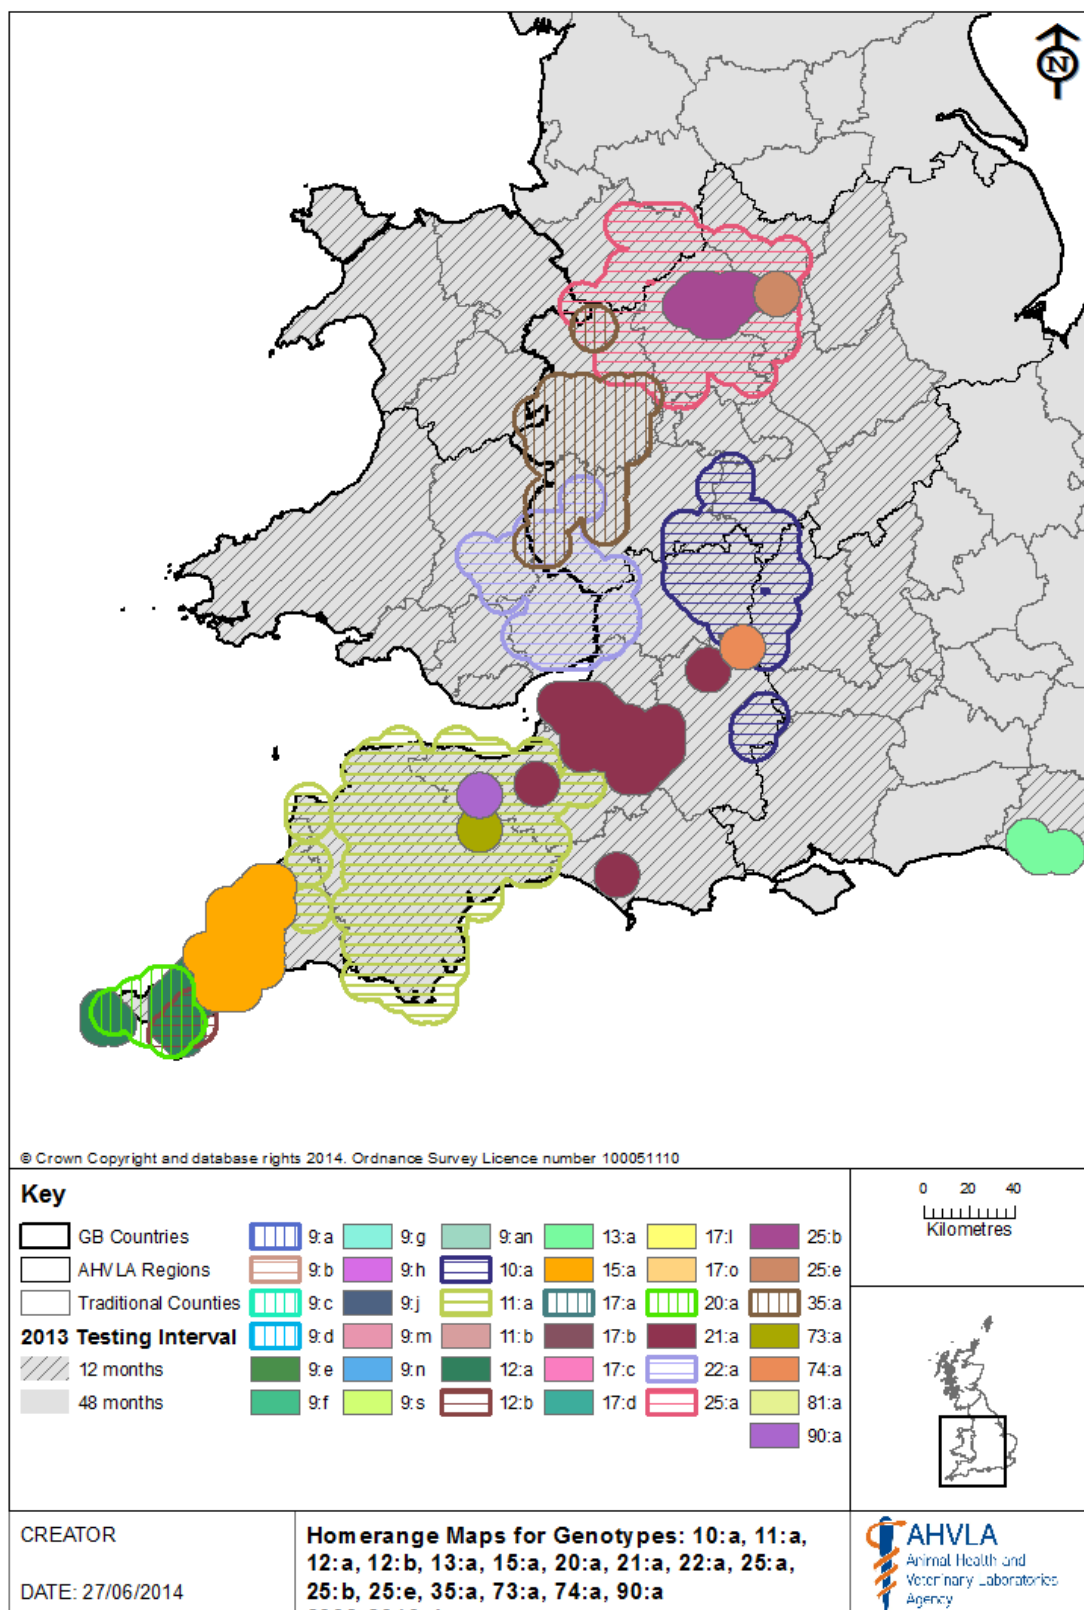 N
© Crown Copyright and database rights 2014. Ordnance Survey Licence number 100051110
Key
GB Countries
AHVLA Regions
Traditional Counties
2013 Testing Interval
12 months
48 months
9:a
9:b
9:c
9:d
9:e
9:f
9:g
9:h
9:j
9:m
9:n
9:s
9:an
10:a
11:a
11:b
12:a
12:b
13:a
15:a
17:a
17:b
17:c
17:d
17:l
17:o
20:a
21:a
22:a
25:a
25:b
25:e
35:a
73:a
74:a
81:a
90:a
0 20 40
Kilometres
CREATOR
DATE: 27/06/2014
Homerange Maps for Genotypes: 10:a, 11:a,
12:a, 12:b, 13:a, 15:a, 20:a, 21:a, 22:a, 25:a,
25:b, 25:e, 35:a, 73:a, 74:a, 90:a
AHVLA
Animal Health and
Veterinary Laboratories
Agency